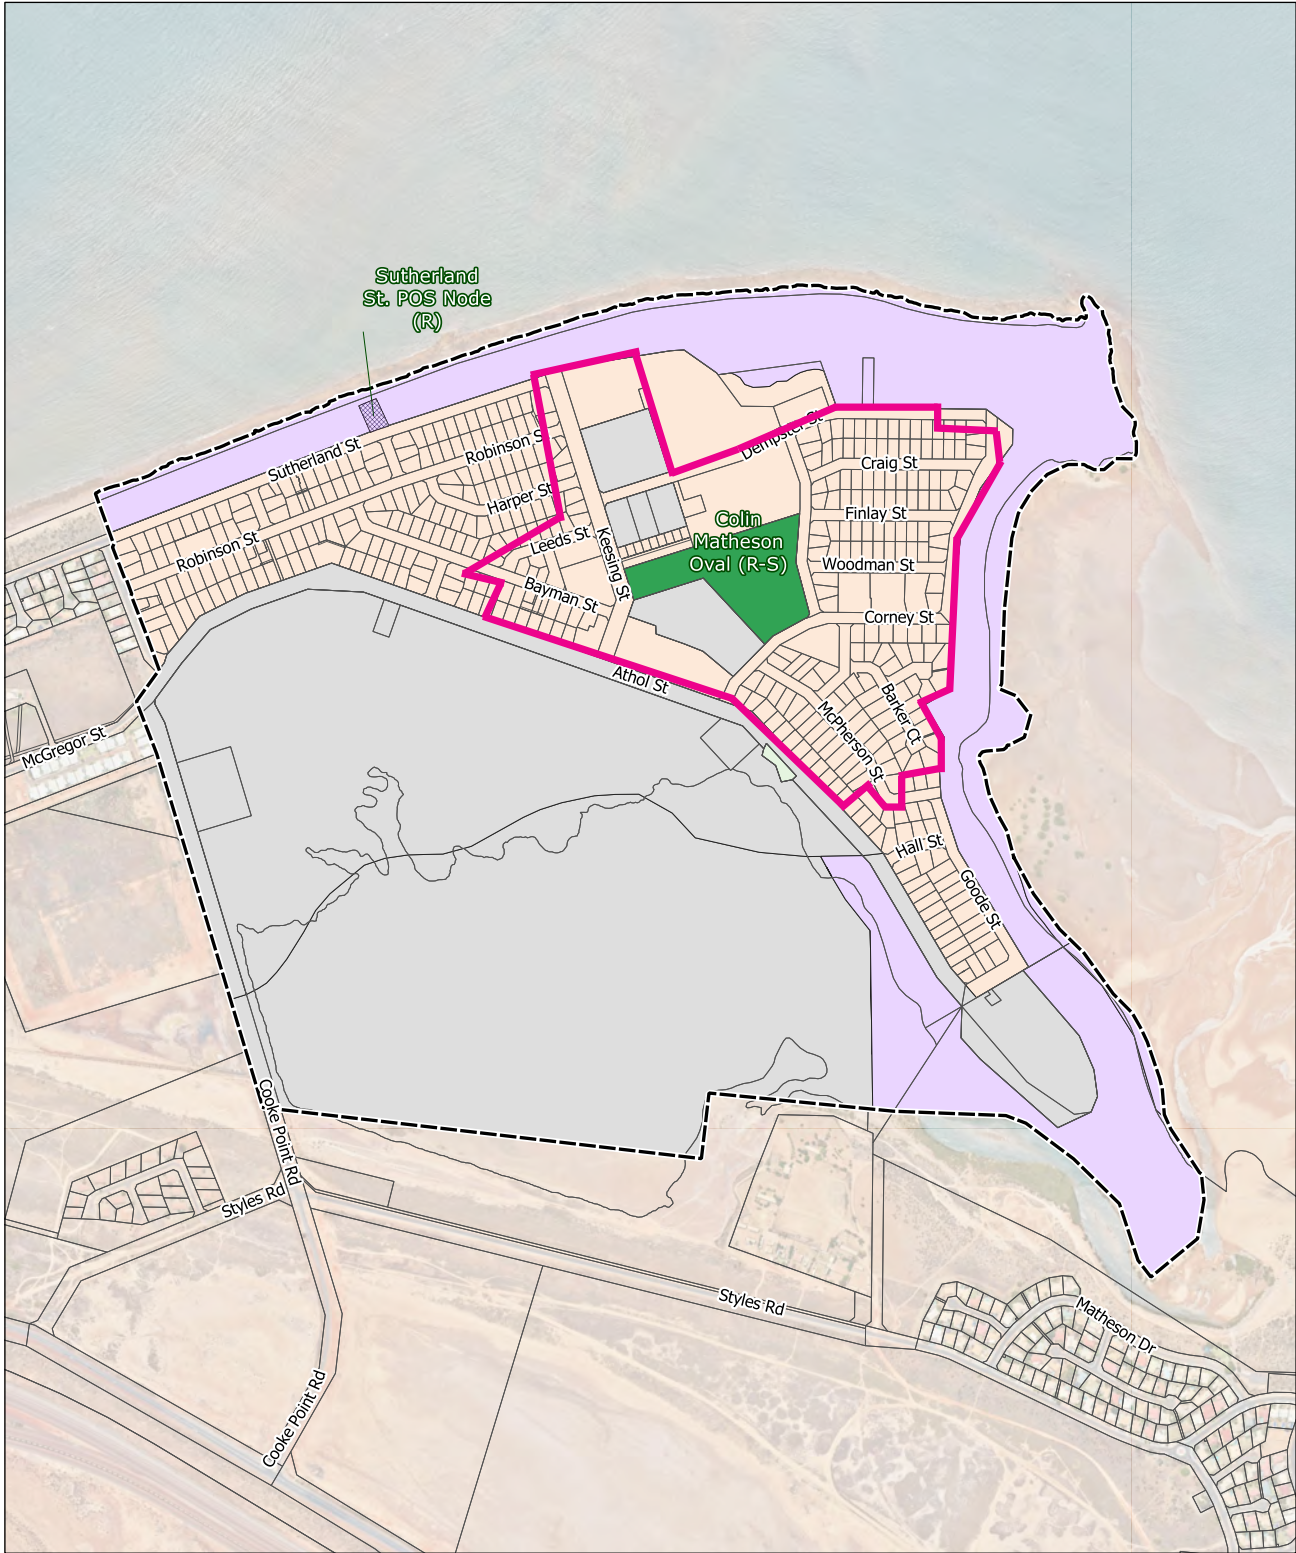 Sutherland
St. POS Node
(R)
Sutherland St
Robinson S
Harper St
Robinson St
Leeds St
Bayman St
Keesing St
Dempster St
Craig St
Finlay St
Colin
Matheson
Oval (R-S)
Woodman St
Corney St
Athol St
Barker Ct
McPherson St
McGregor St
Hall St
Goode St
Cooke Point Rd
Styles Rd
Styles Rd
Matheson Dr
Cooke Point Rd